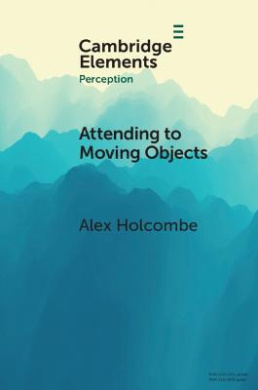 Cambridge
Elements
Perception
Attending to
Moving Objects
Alex Holcombe